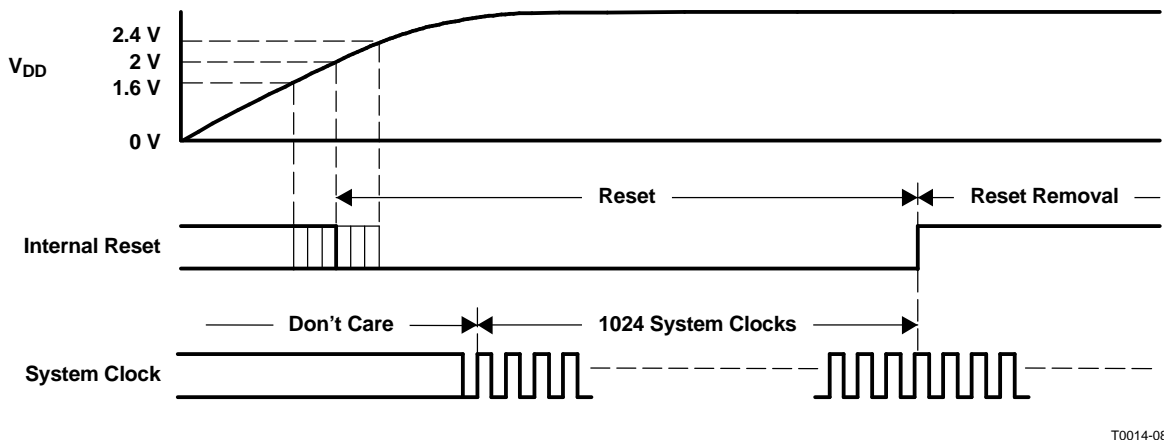 2.4 V
V_DD
2 V
1.6 V
0 V
Reset
Reset Removal
Internal Reset
Don't Care
1024 System Clocks
System Clock
T0014-08